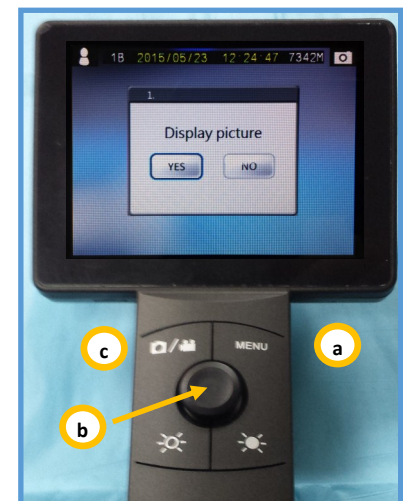 1B 2015/05/23 12:24:47 7342M
1.
Display picture
YES NO
c / MENU a
b